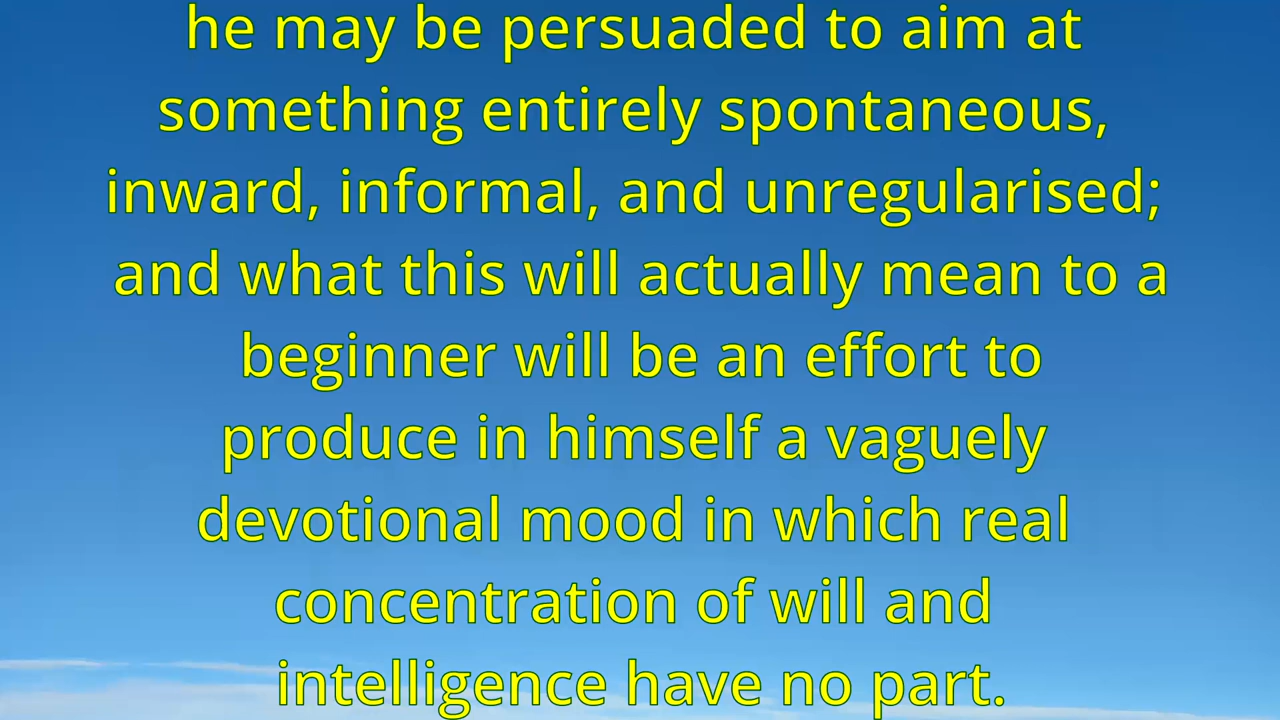 he may be persuaded to aim at
something entirely spontaneous,
inward, informal, and unregularised;
and what this will actually mean to a
beginner will be an effort to
produce in himself a vaguely
devotional mood in which real
concentration of will and
intelligence have no part.